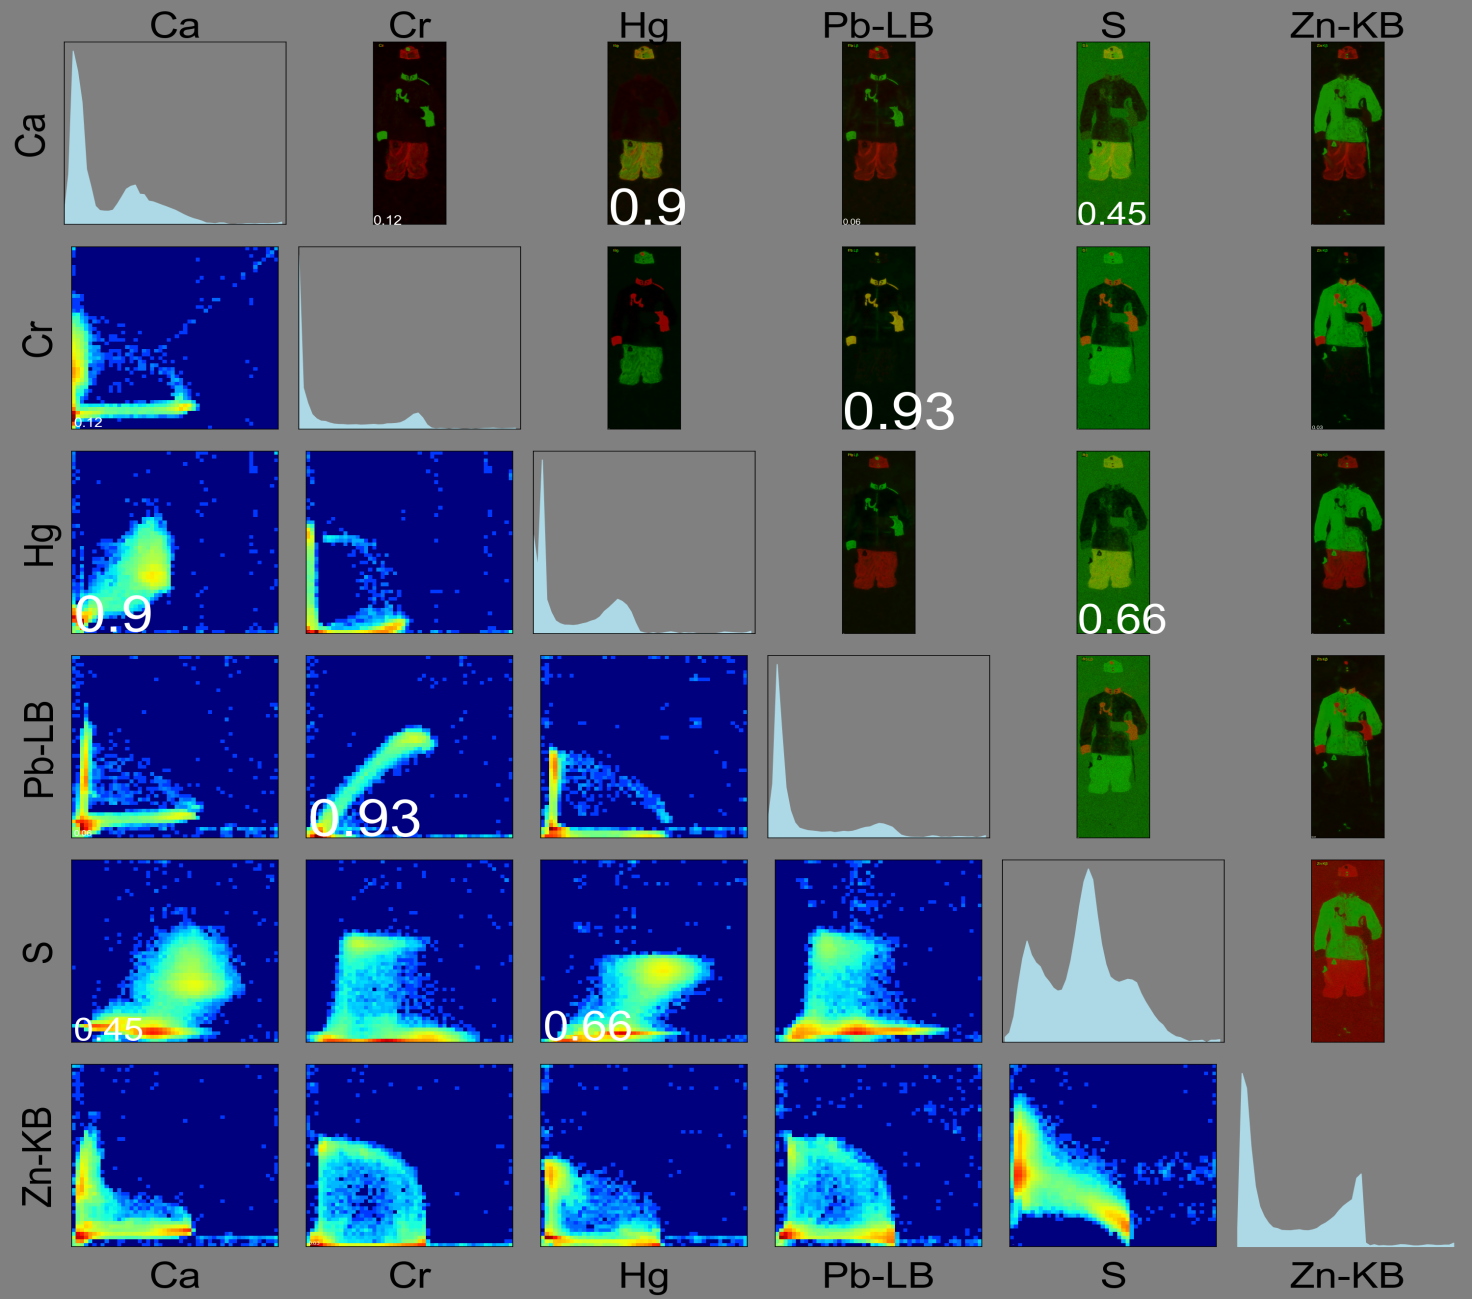 Ca Cr Hg Pb-LB S Zn-KB
Ca 0.12 0.9 0.06 0.45
Cr 0.12 0.93 0.03
Hg 0.9 0.66
Pb-LB 0.93
S 0.45 0.66
Zn-KB
Ca Cr Hg Pb-LB S Zn-KB